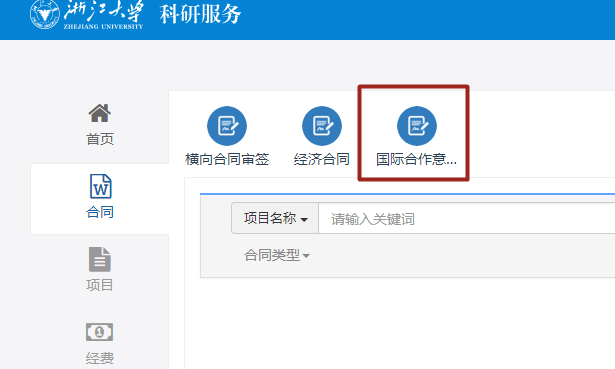 浙江大学 科研服务
ZHEJIANG UNIVERSITY
首页
合同
项目
经费
横向合同审签 经济合同 国际合作意...
项目名称 请输入关键词
合同类型